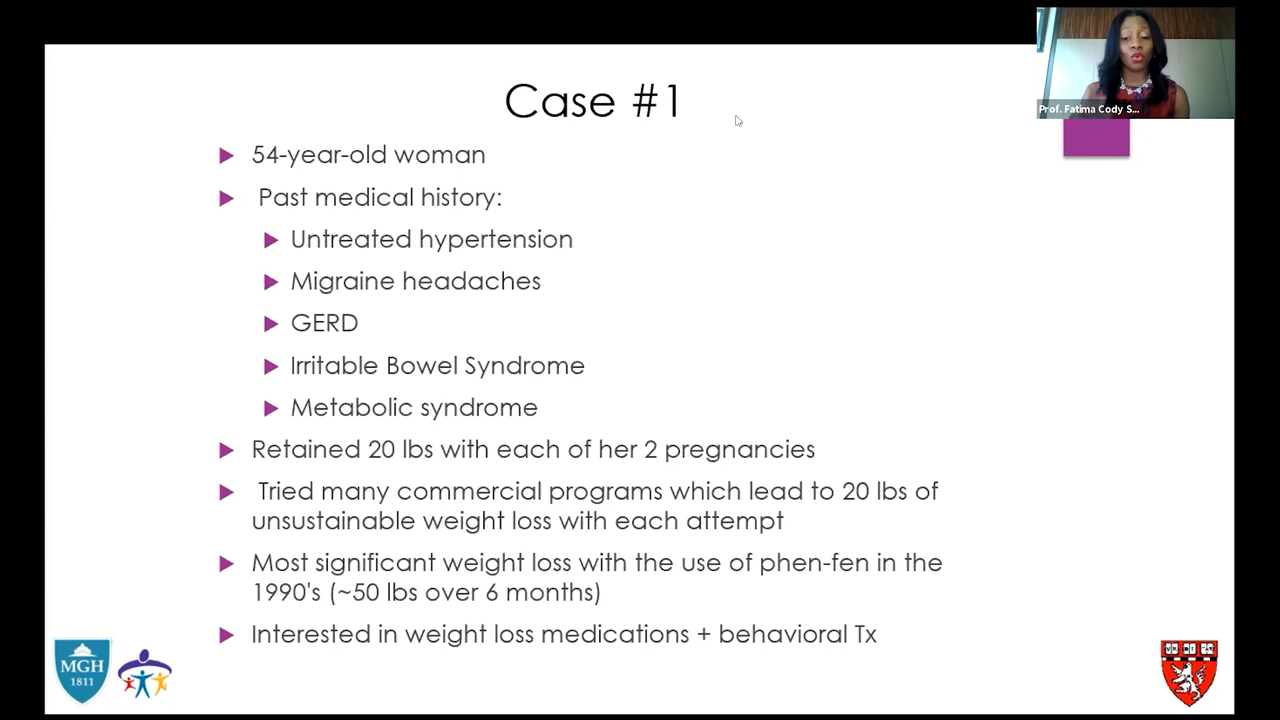 Case #1
Prof. Fatima Cody S...
54-year-old woman
Past medical history:
Untreated hypertension
Migraine headaches
GERD
Irritable Bowel Syndrome
Metabolic syndrome
Retained 20 lbs with each of her 2 pregnancies
Tried many commercial programs which lead to 20 lbs of
unsustainable weight loss with each attempt
Most significant weight loss with the use of phen-fen in the
1990's (~50 lbs over 6 months)
Interested in weight loss medications + behavioral Tx
MGH
1811